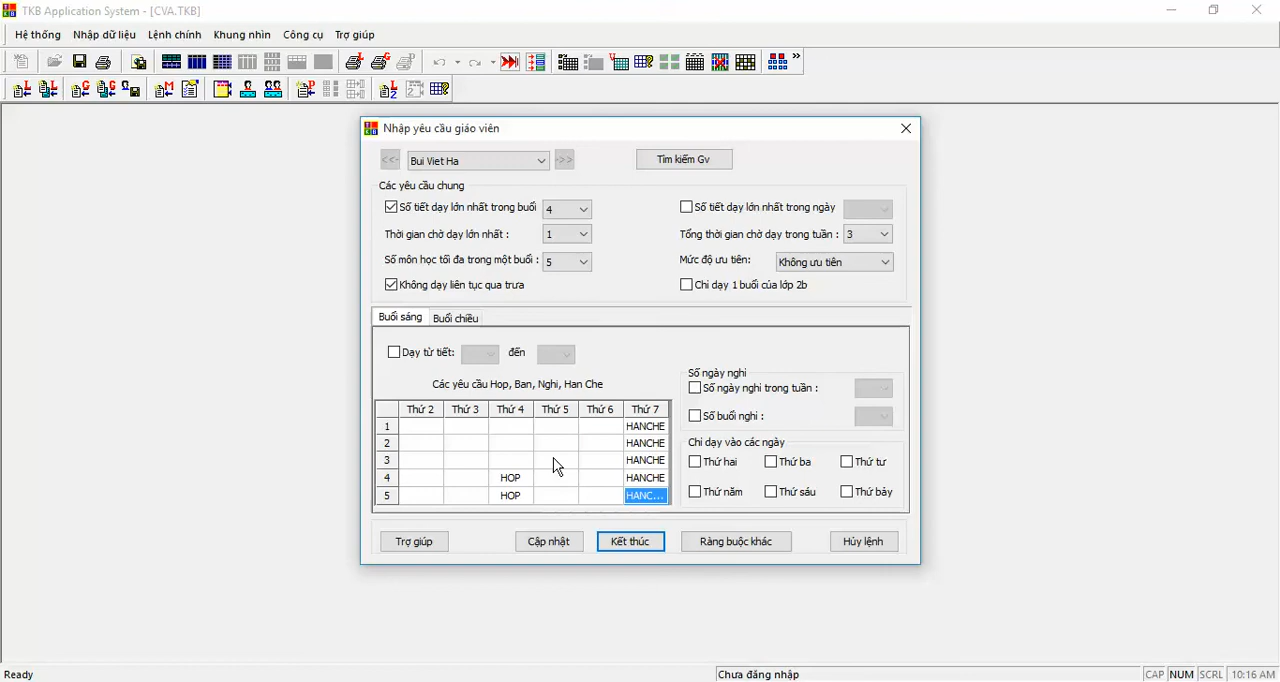 TKB Application System - [CVA.TKB]
Hệ thống Nhập dữ liệu Lệnh chính Khung nhìn Công cụ Trợ giúp
Nhập yêu cầu giáo viên
<<- Bui Viet Ha ->> Tìm kiếm Gv
Các yêu cầu chung
Số tiết dạy lớn nhất trong buổi 4 Số tiết dạy lớn nhất trong ngày
Thời gian chờ dạy lớn nhất : 1 Tổng thời gian chờ dạy trong tuần : 3
Số môn học tối đa trong một buổi : 5 Mức độ ưu tiên: Không ưu tiên
Không dạy liên tục qua trưa Chỉ dạy 1 buổi của lớp 2b
Buổi sáng Buổi chiều
Dạy từ tiết: đến
Các yêu cầu Hop, Ban, Nghi, Han Che
Số ngày nghỉ
Số ngày nghỉ trong tuần :
Số buổi nghỉ :
Thứ 2 Thứ 3 Thứ 4 Thứ 5 Thứ 6 Thứ 7
1 HANCHE
2 HANCHE
3 HANCHE
4 HOP HANCHE
5 HOP HANC...
Chỉ dạy vào các ngày
Thứ hai Thứ ba Thứ tư
Thứ năm Thứ sáu Thứ bảy
Trợ giúp Cập nhật Kết thúc Ràng buộc khác Hủy lệnh
Ready Chưa đăng nhập CAP NUM SCRL 10:16 AM